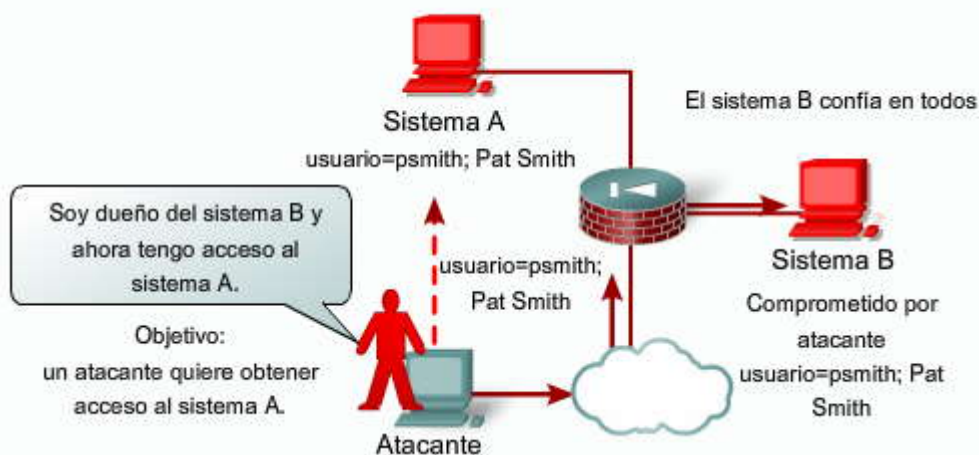 El sistema B confía en todos
Sistema A
usuario=psmith; Pat Smith
Soy dueño del sistema B y
ahora tengo acceso al
sistema A.
usuario=psmith;
Pat Smith
Sistema B
Comprometido por
atacante
usuario=psmith; Pat
Smith
Objetivo:
un atacante quiere obtener
acceso al sistema A.
Atacante